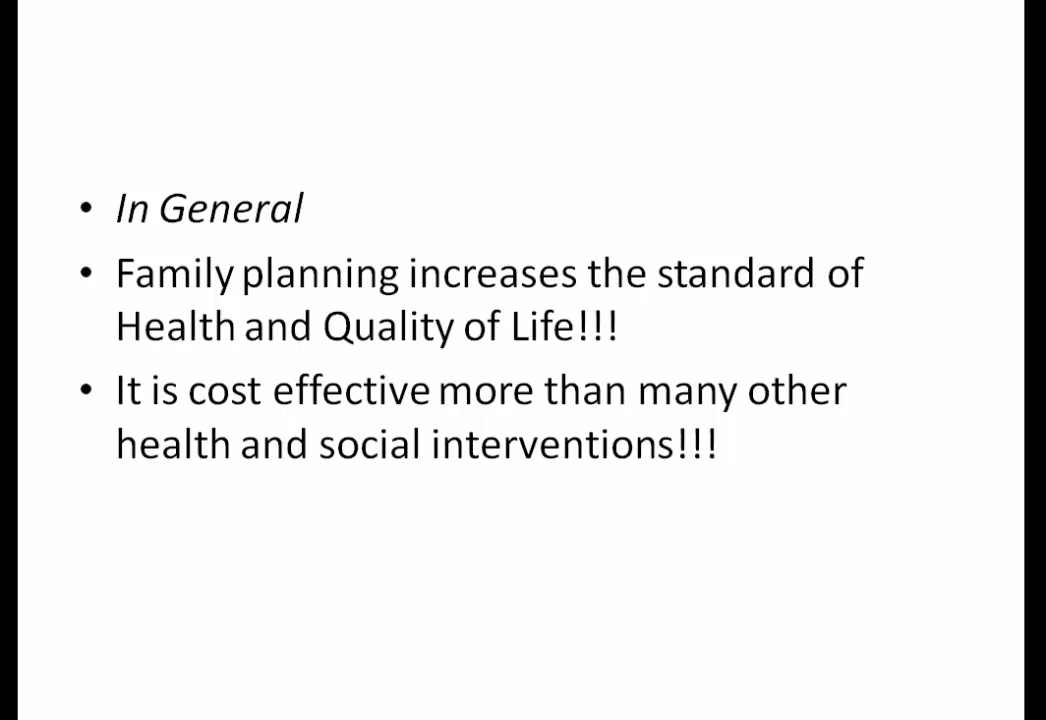 • In General
• Family planning increases the standard of
Health and Quality of Life!!!
• It is cost effective more than many other
health and social interventions!!!